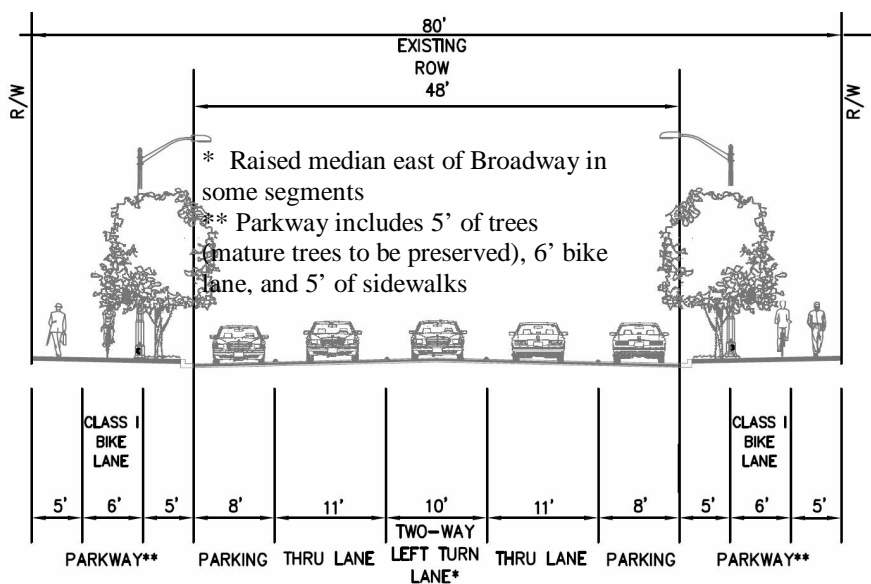 80'
EXISTING
ROW
48'
R/W
R/W
* Raised median east of Broadway in
some segments
** Parkway includes 5' of trees
(mature trees to be preserved), 6' bike
lane, and 5' of sidewalks
CLASS I
BIKE
LANE
CLASS I
BIKE
LANE
5' 6' 5' 8' 11' 10' 11' 8' 5' 6' 5'
PARKWAY** PARKING THRU LANE TWO-WAY THRU LANE PARKING PARKWAY**
LEFT TURN
LANE*